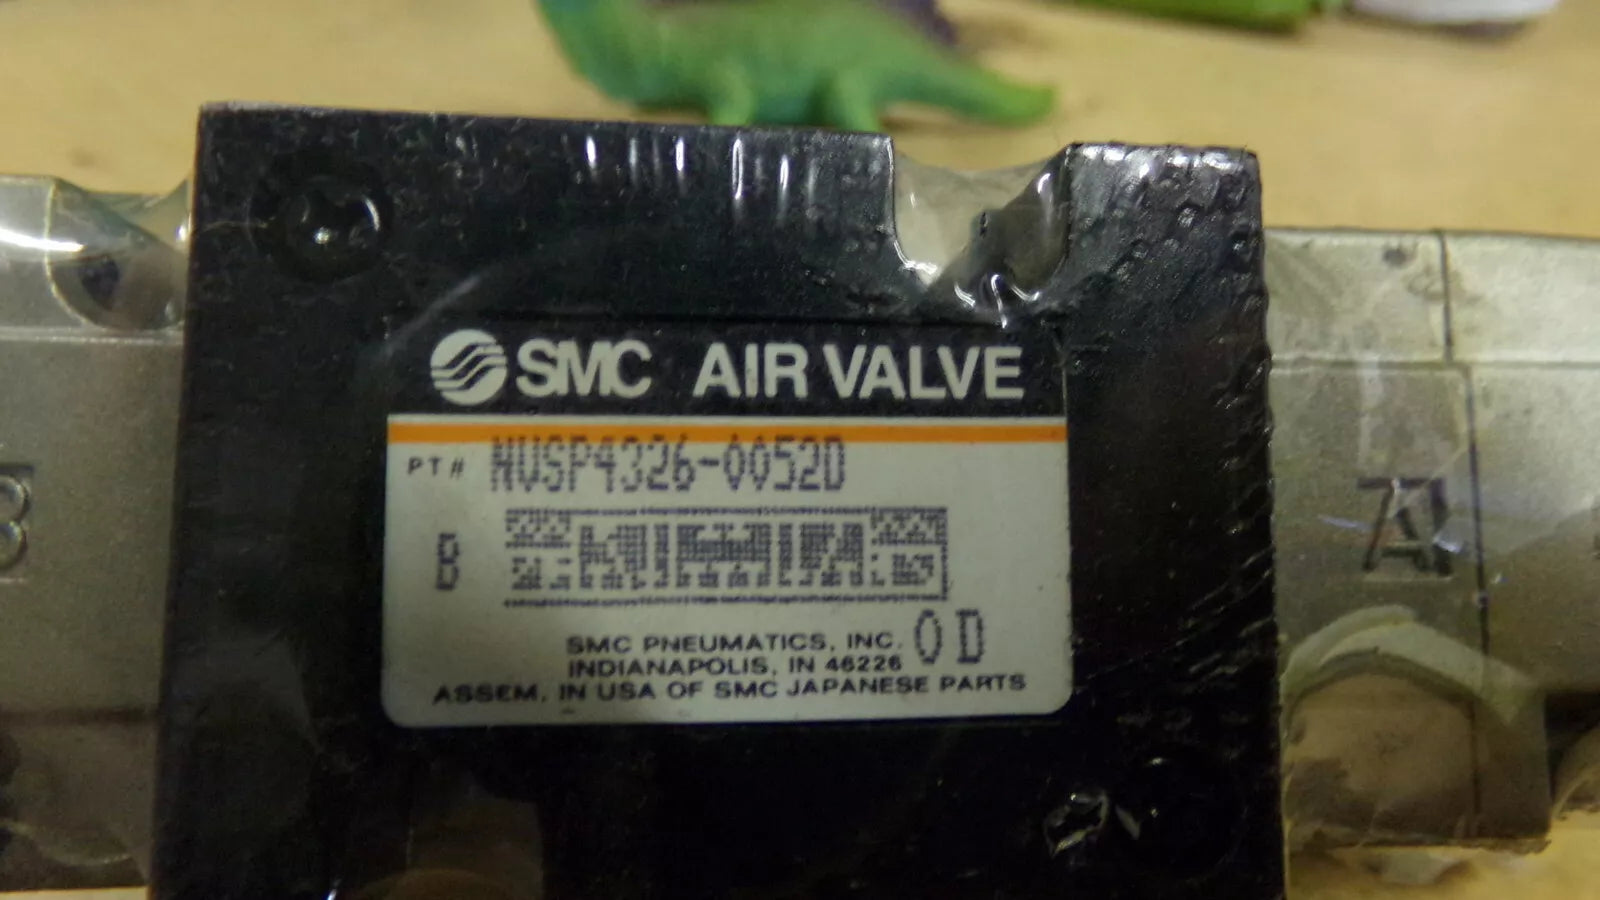 SMC AIR VALVE
PT# NVSP4326-0052D
SMC PNEUMATICS, INC. OD
INDIANAPOLIS, IN 46226
ASSEM. IN USA OF SMC JAPANESE PARTS
A
B